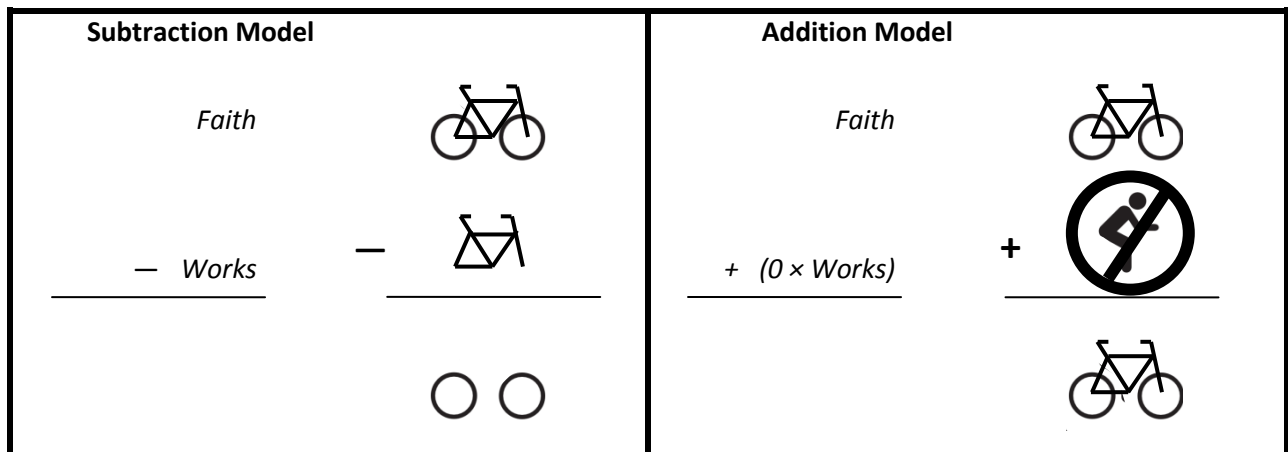 Subtraction Model
Faith
— Works
—
Addition Model
Faith
+ (0 × Works)
+